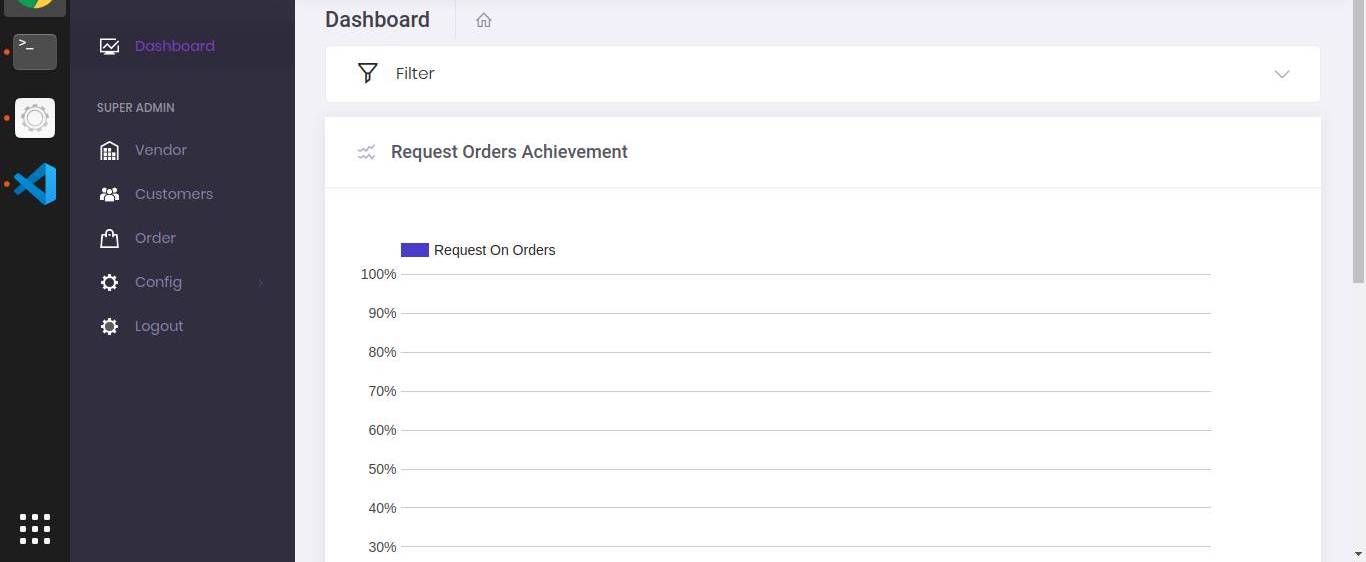 Dashboard
Dashboard
Filter
SUPER ADMIN
Vendor
Customers
Order
Config
Logout
Request Orders Achievement
Request On Orders
100%
90%
80%
70%
60%
50%
40%
30%
>_